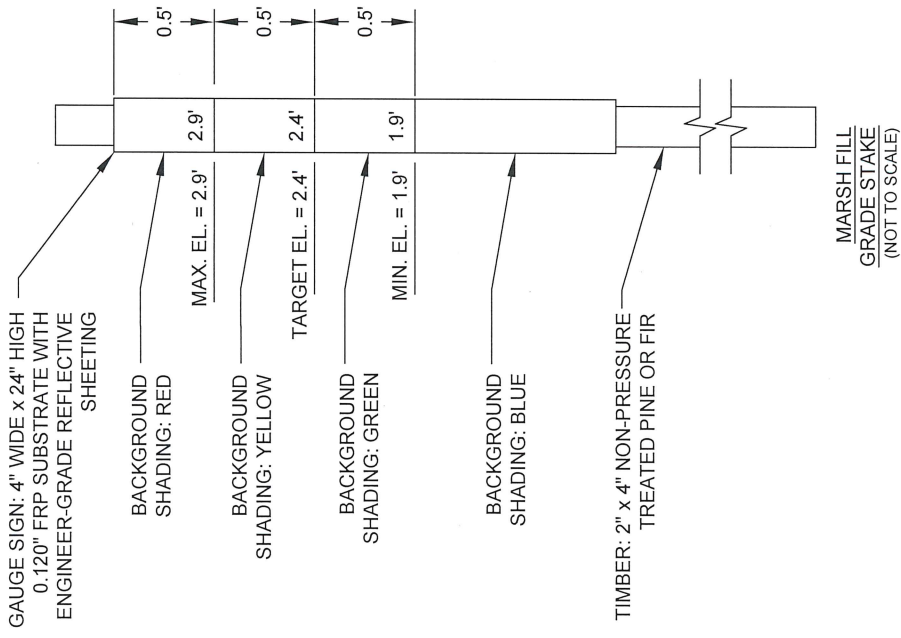 GAUGE SIGN: 4" WIDE x 24" HIGH
0.120" FRP SUBSTRATE WITH
ENGINEER-GRADE REFLECTIVE
SHEETING
BACKGROUND
SHADING: RED
MAX. EL. = 2.9'
2.9'
0.5'
BACKGROUND
SHADING: YELLOW
TARGET EL. = 2.4'
2.4'
0.5'
BACKGROUND
SHADING: GREEN
MIN. EL. = 1.9'
1.9'
0.5'
BACKGROUND
SHADING: BLUE
TIMBER: 2" x 4" NON-PRESSURE
TREATED PINE OR FIR
MARSH FILL
GRADE STAKE
(NOT TO SCALE)